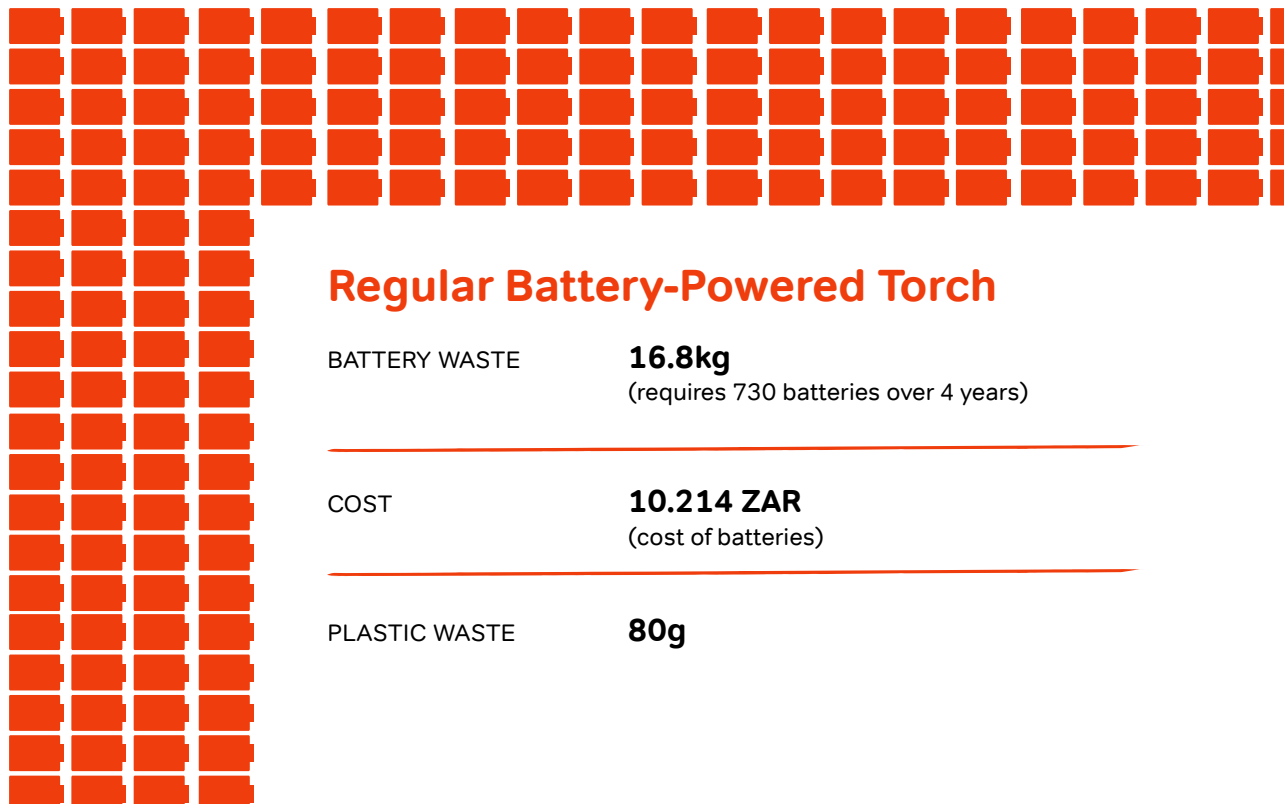 Regular Battery-Powered Torch
BATTERY WASTE
16.8kg
(requires 730 batteries over 4 years)
COST
10.214 ZAR
(cost of batteries)
PLASTIC WASTE
80g